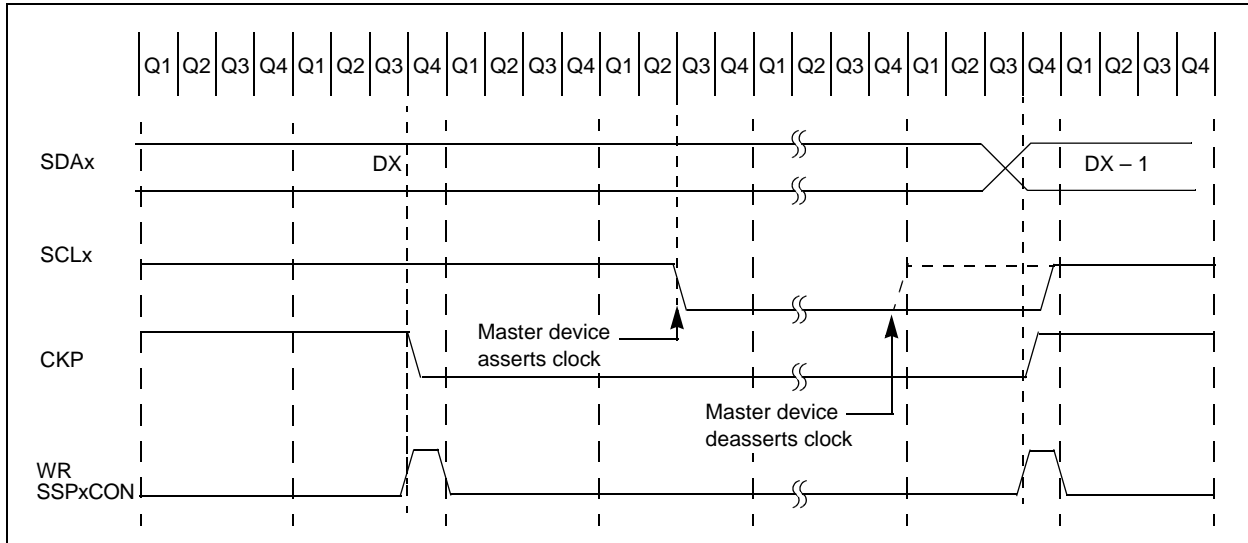 Q1 Q2 Q3 Q4 Q1 Q2 Q3 Q4 Q1 Q2 Q3 Q4 Q1 Q2 Q3 Q4 Q1 Q2 Q3 Q4 Q1 Q2 Q3 Q4 Q1 Q2 Q3 Q4
SDAx
DX
DX – 1
SCLx
Master device
asserts clock
CKP
Master device
deasserts clock
WR
SSPxCON